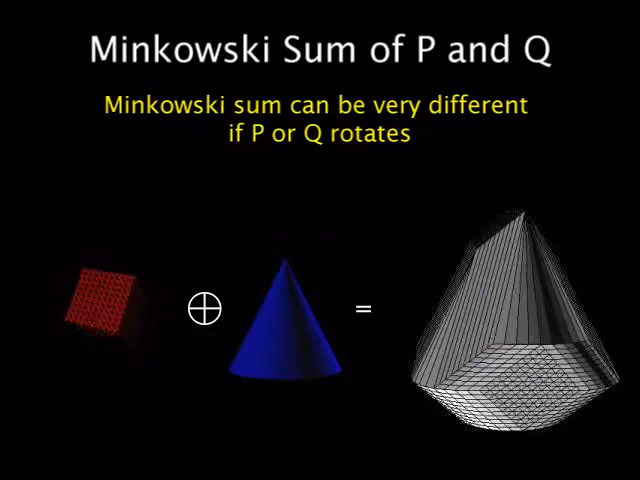 Minkowski Sum of P and Q
Minkowski sum can be very different
if P or Q rotates
⊕ =